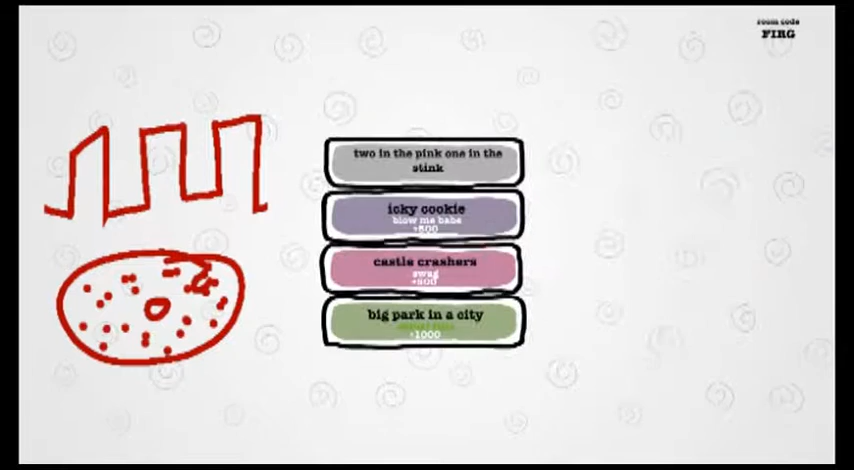 room code
FIRG
two in the pink one in the
stink
icky cookie
blow me babe
+500
castle crashers
swag
+500
big park in a city
+1000